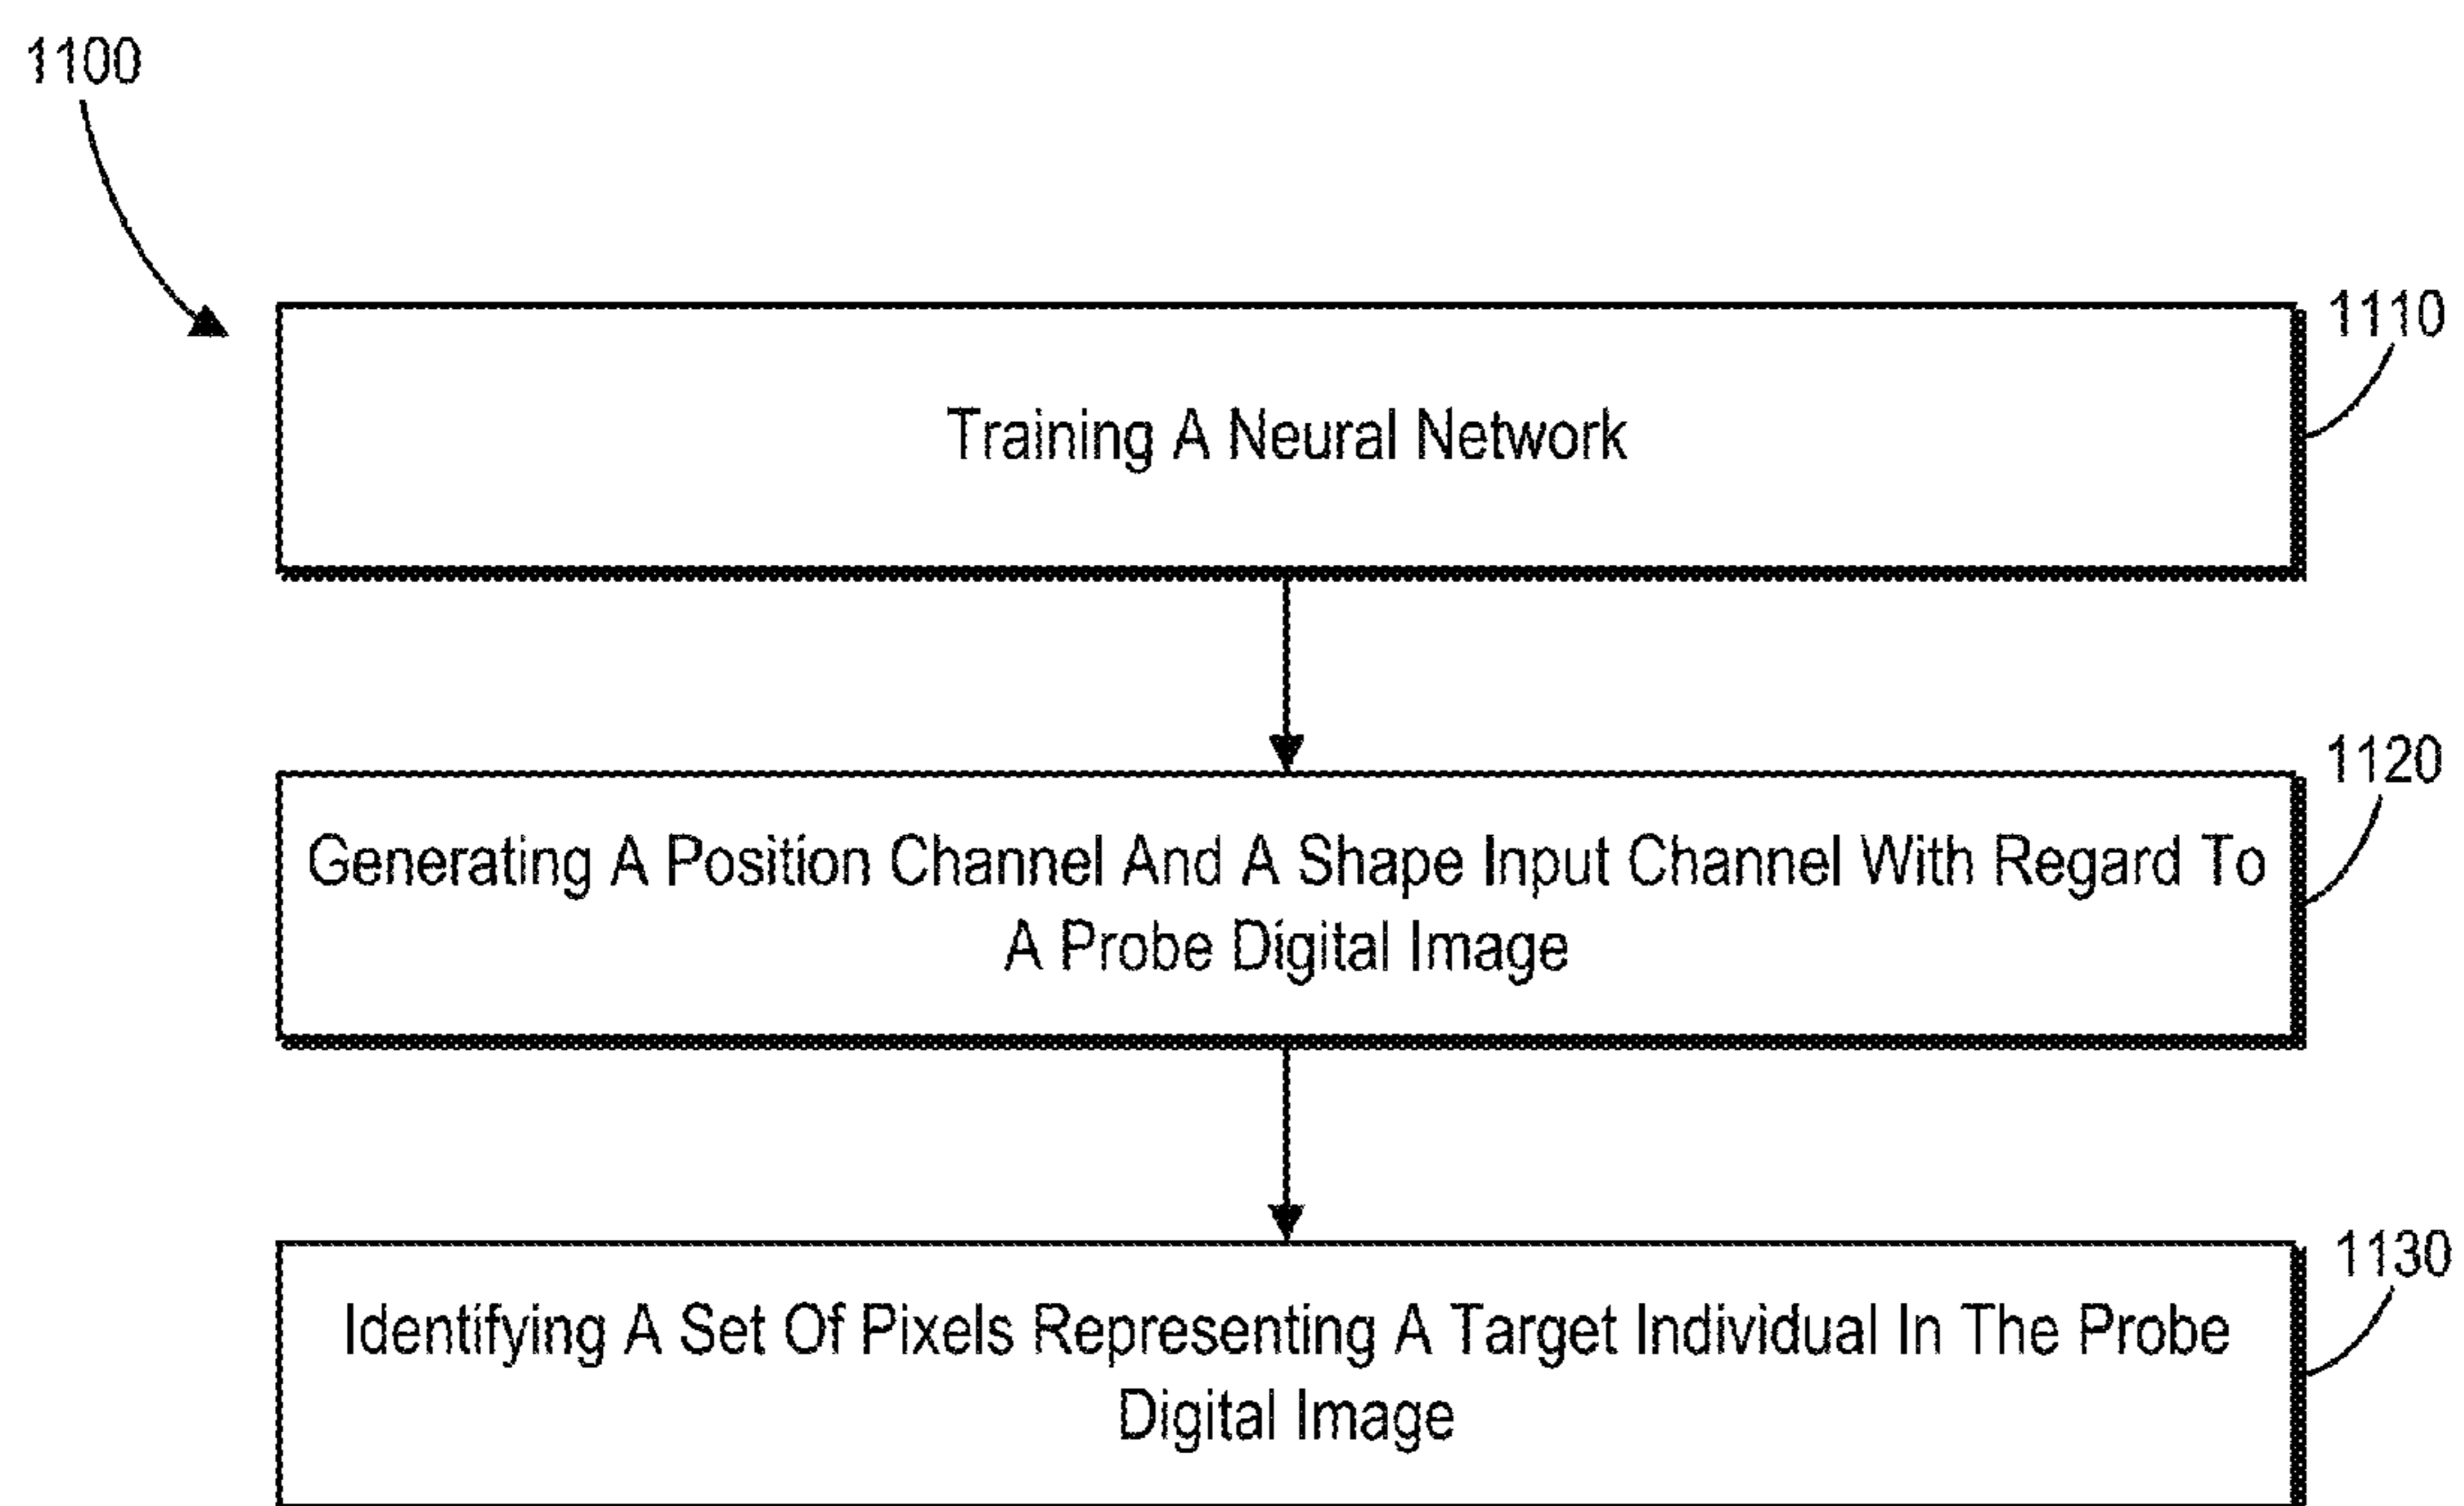 1100
1110
Training A Neural Network
1120
Generating A Position Channel And A Shape Input Channel With Regard To
A Probe Digital Image
1130
Identifying A Set Of Pixels Representing A Target Individual In The Probe
Digital Image